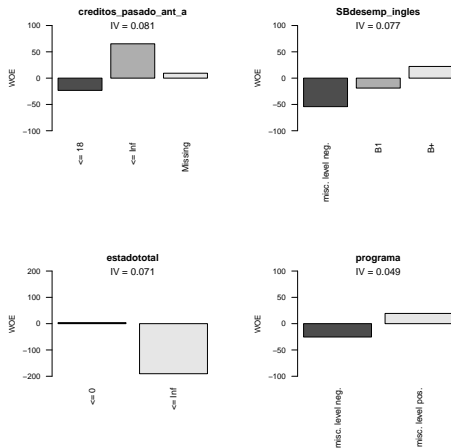 creditos_pasado_ant_a
IV = 0.081
WOE
100
50
0
−50
−100
<= 18
<= Inf
Missing
SBdesemp_ingles
IV = 0.077
WOE
100
50
0
−50
−100
misc. level neg.
B1
B+
estadototal
IV = 0.071
WOE
200
100
0
−100
−200
<= 0
<= Inf
programa
IV = 0.049
WOE
100
50
0
−50
−100
misc. level neg.
misc. level pos.